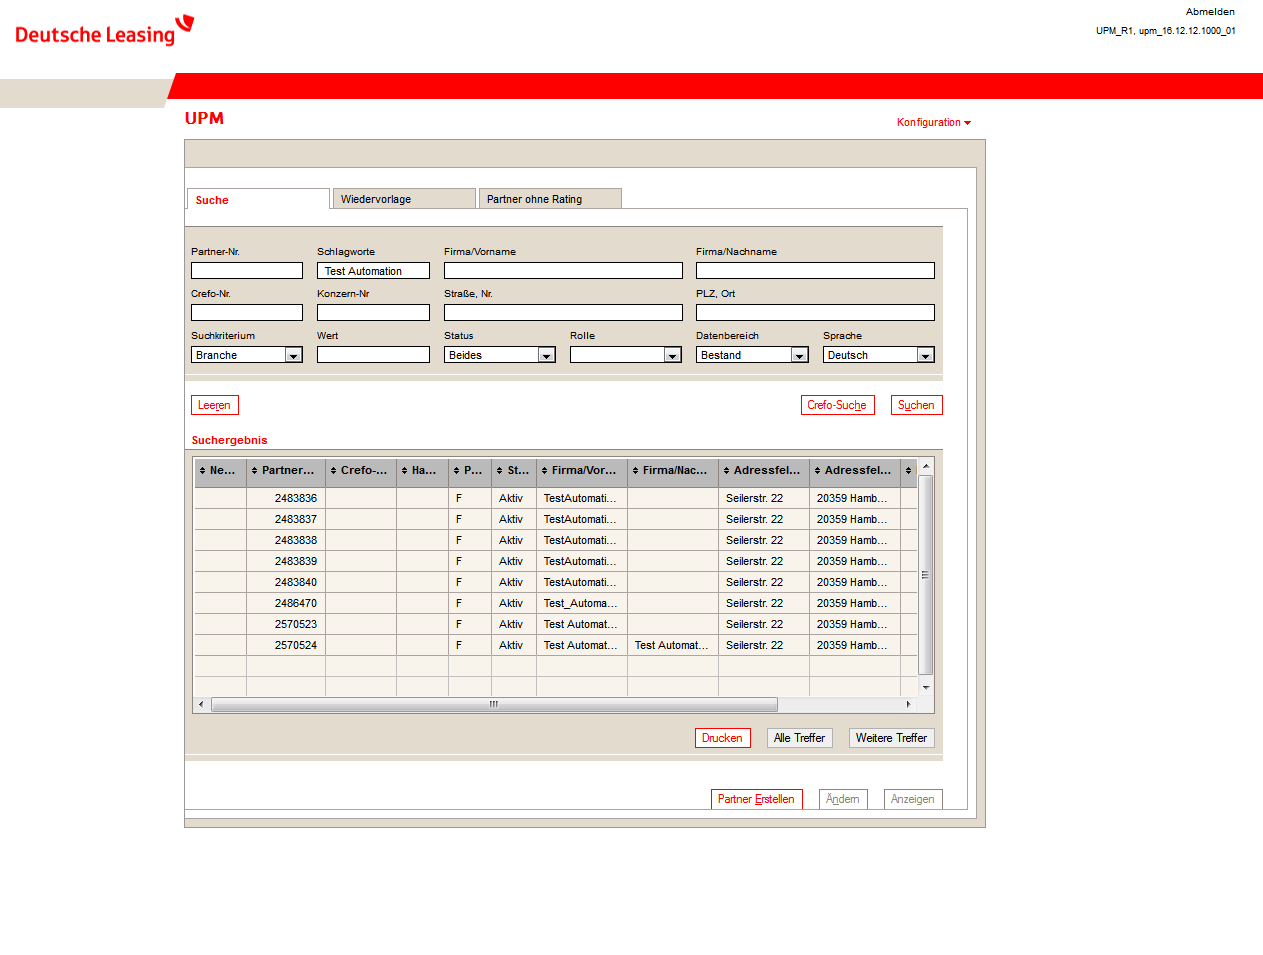 Deutsche Leasing
Abmelden
UPM_R1, upm_16.12.12.1000_01
UPM
Konfiguration
Suche Wiedervorlage Partner ohne Rating
Partner-Nr. Schlagworte Firma/Vorname Firma/Nachname
Test Automation
Crefo-Nr. Konzern-Nr Straße, Nr. PLZ, Ort
Suchkriterium Wert Status Rolle Datenbereich Sprache
Branche Beides Bestand Deutsch
Leeren Crefo-Suche Suchen
Suchergebnis
Ne... Partner... Crefo-... Ha... P... St... Firma/Vor... Firma/Nac... Adressfel... Adressfel...
2483836 F Aktiv TestAutomati... Seilerstr. 22 20359 Hamb...
2483837 F Aktiv TestAutomati... Seilerstr. 22 20359 Hamb...
2483838 F Aktiv TestAutomati... Seilerstr. 22 20359 Hamb...
2483839 F Aktiv TestAutomati... Seilerstr. 22 20359 Hamb...
2483840 F Aktiv TestAutomati... Seilerstr. 22 20359 Hamb...
2486470 F Aktiv Test_Automa... Seilerstr. 22 20359 Hamb...
2570523 F Aktiv Test Automat... Seilerstr. 22 20359 Hamb...
2570524 F Aktiv Test Automat... Test Automat... Seilerstr. 22 20359 Hamb...
Drucken Alle Treffer Weitere Treffer
Partner Erstellen Ändern Anzeigen